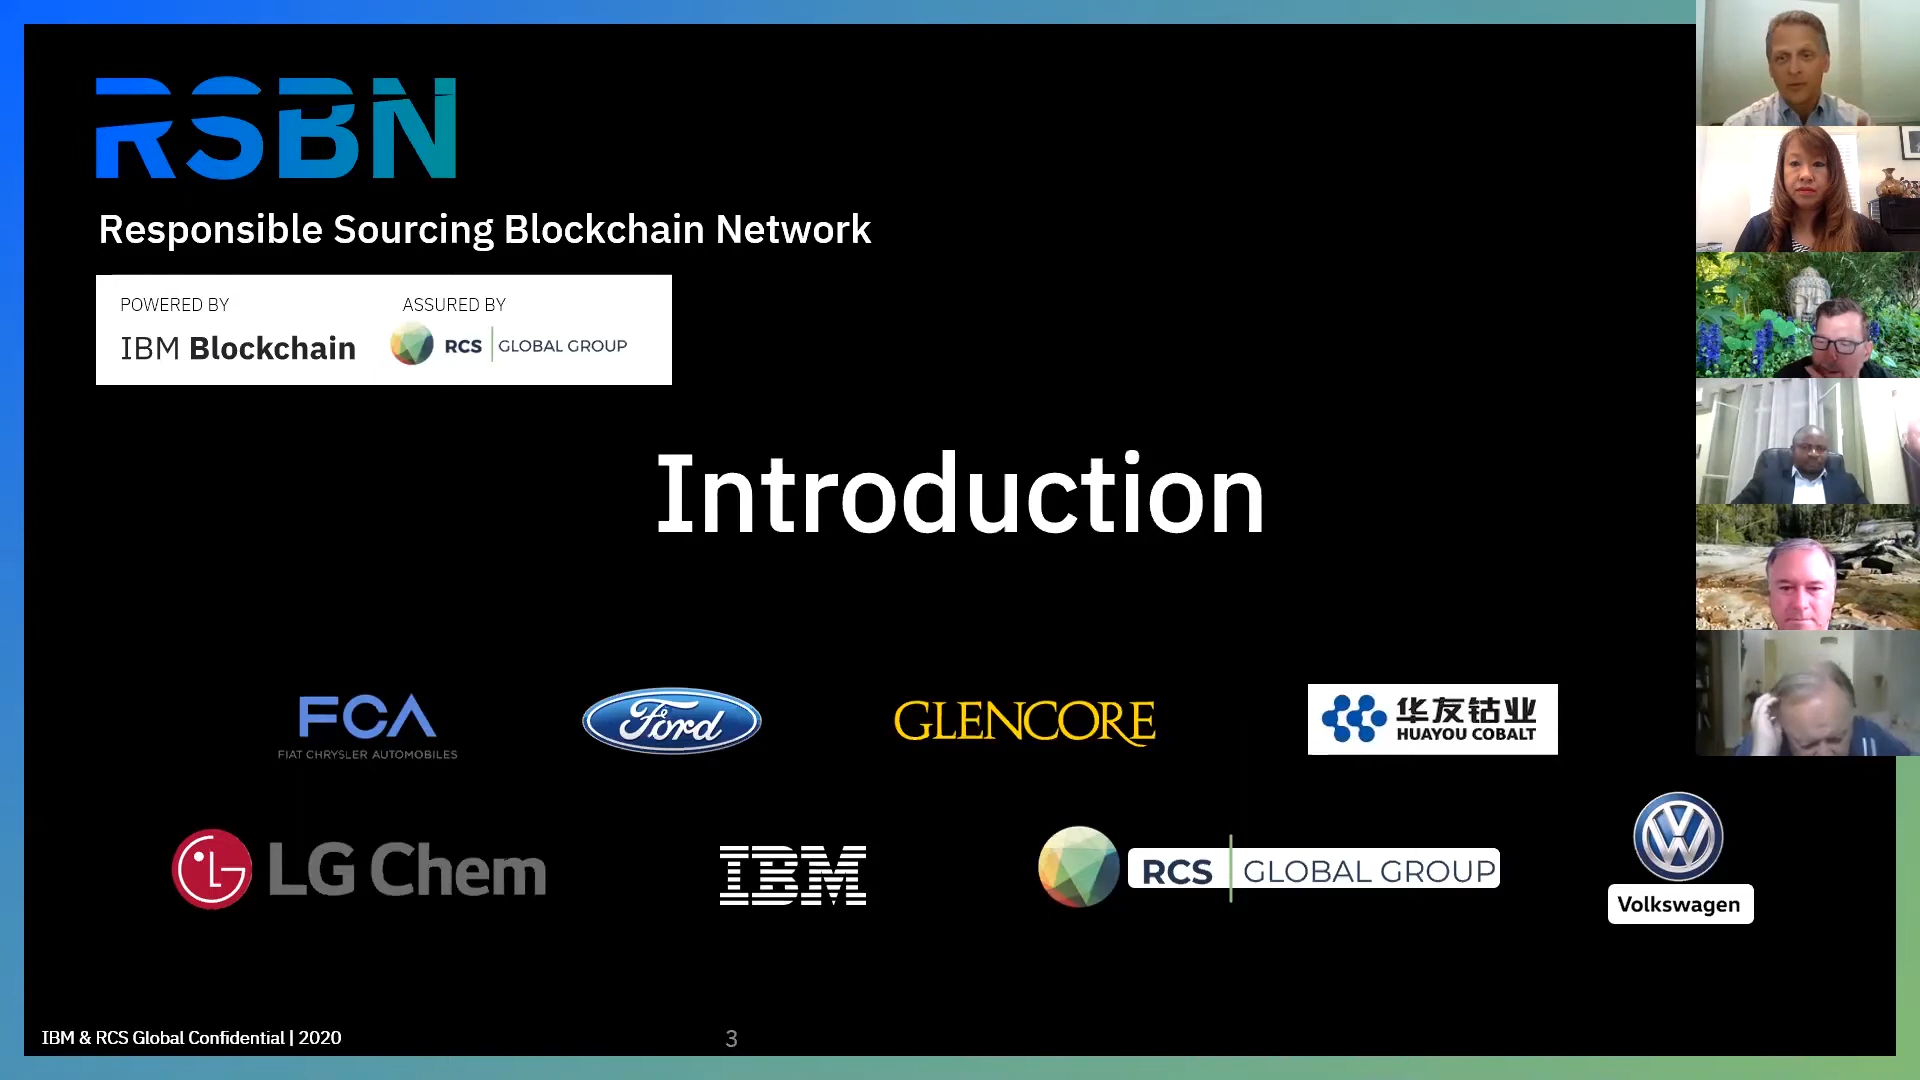 RSBN
Responsible Sourcing Blockchain Network
POWERED BY
ASSURED BY
IBM Blockchain
RCS GLOBAL GROUP
Introduction
FCA
FIAT CHRYSLER AUTOMOBILES
Ford
GLENCORE
华友钴业
HUAYOU COBALT
LG Chem
IBM
RCS GLOBAL GROUP
VW
Volkswagen
IBM & RCS Global Confidential | 2020
3